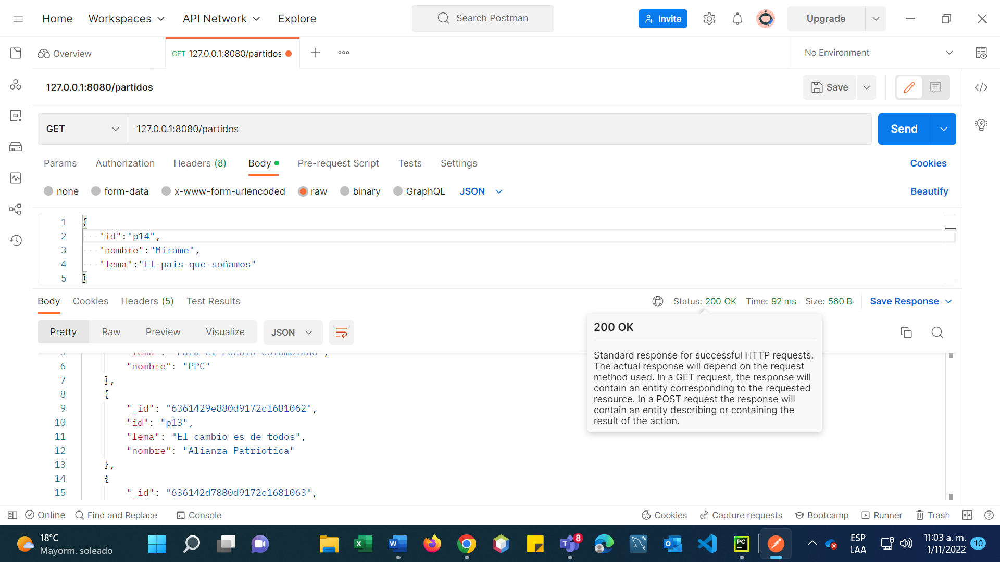 Home Workspaces API Network Explore Search Postman Invite Upgrade
Overview GET 127.0.0.1:8080/partidos No Environment
127.0.0.1:8080/partidos Save
GET 127.0.0.1:8080/partidos Send
Params Authorization Headers (8) Body Pre-request Script Tests Settings Cookies
none form-data x-www-form-urlencoded raw binary GraphQL JSON Beautify
1 {
2 "id":"p14",
3 "nombre":"Mirame",
4 "lema":"El pais que soñamos"
5 }
Body Cookies Headers (5) Test Results Status: 200 OK Time: 92 ms Size: 560 B Save Response
Pretty Raw Preview Visualize JSON
200 OK
Standard response for successful HTTP requests.
The actual response will depend on the request
method used. In a GET request, the response will
contain an entity corresponding to the requested
resource. In a POST request the response will
contain an entity describing or containing the
result of the action.
5 "lema": "Para el Pueblo Colombiano",
6 "nombre": "PPC"
7 },
8 {
9 "_id": "6361429e880d9172c1681062",
10 "id": "p13",
11 "lema": "El cambio es de todos",
12 "nombre": "Alianza Patriotica"
13 },
14 {
15 "_id": "636142d7880d9172c1681063",
Online Find and Replace Console Cookies Capture requests Bootcamp Runner Trash
18°C
Mayorm. soleado
8
ESP
LAA
11:03 a. m.
1/11/2022
10